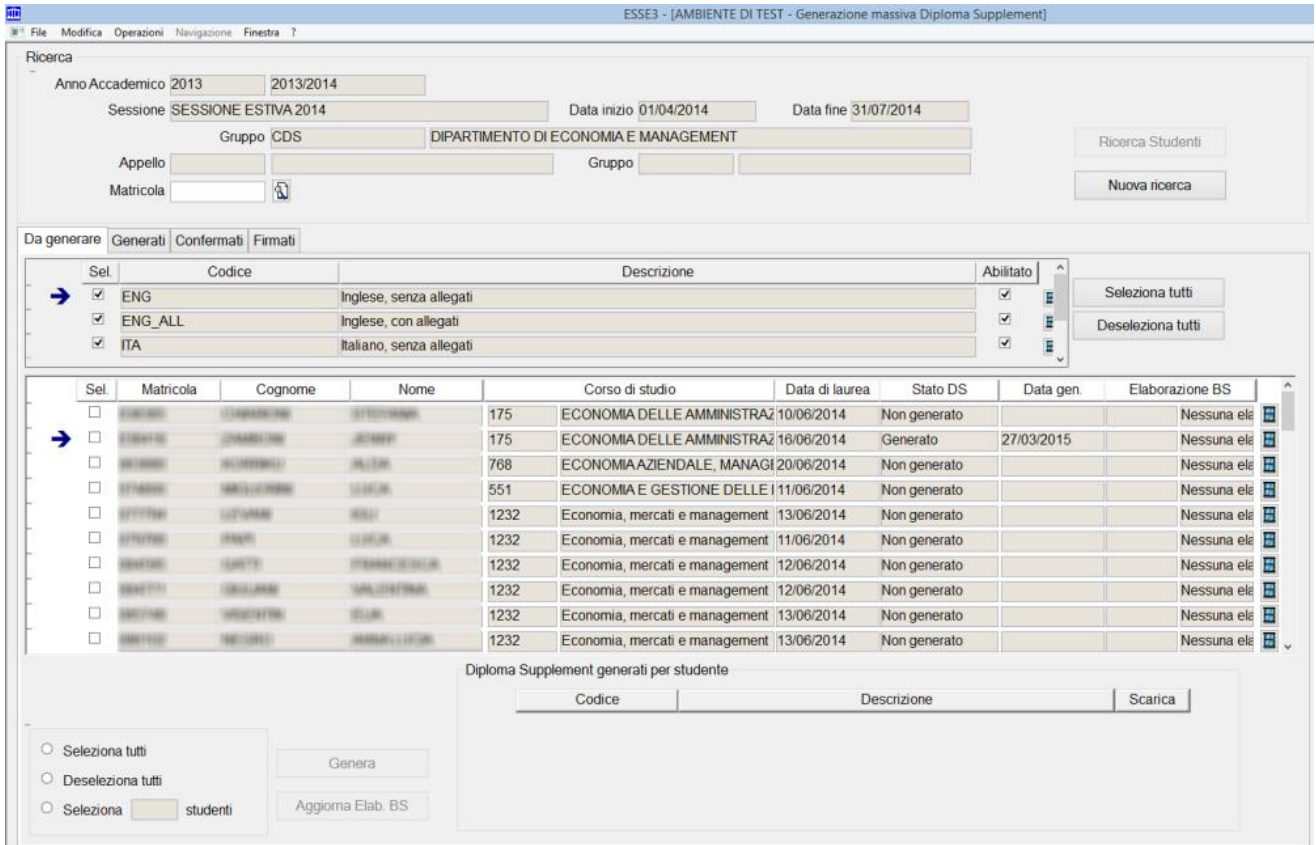 ESSE3 - [AMBIENTE DI TEST - Generazione massiva Diploma Supplement]
File Modifica Operazioni Navigazione Finestra ?
Ricerca
Anno Accademico 2013 2013/2014
Sessione SESSIONE ESTIVA 2014 Data inizio 01/04/2014 Data fine 31/07/2014
Gruppo CDS DIPARTIMENTO DI ECONOMIA E MANAGEMENT
Ricerca Studenti
Appello Gruppo
Matricola
Nuova ricerca
Da generare Generati Confermati Firmati
Sel. Codice Descrizione Abilitato
ENG Inglese, senza allegati
Seleziona tutti
ENG_ALL Inglese, con allegati
Deseleziona tutti
ITA Italiano, senza allegati
Sel. Matricola Cognome Nome Corso di studio Data di laurea Stato DS Data gen. Elaborazione BS
175 ECONOMIA DELLE AMMINISTRAZ 10/06/2014 Non generato Nessuna ela
175 ECONOMIA DELLE AMMINISTRAZ 16/06/2014 Generato 27/03/2015 Nessuna ela
768 ECONOMIA AZIENDALE, MANAGE 20/06/2014 Non generato Nessuna ela
551 ECONOMIA E GESTIONE DELLE I 11/06/2014 Non generato Nessuna ela
1232 Economia, mercati e management 13/06/2014 Non generato Nessuna ela
1232 Economia, mercati e management 11/06/2014 Non generato Nessuna ela
1232 Economia, mercati e management 12/06/2014 Non generato Nessuna ela
1232 Economia, mercati e management 12/06/2014 Non generato Nessuna ela
1232 Economia, mercati e management 13/06/2014 Non generato Nessuna ela
1232 Economia, mercati e management 13/06/2014 Non generato Nessuna ela
Diploma Supplement generati per studente
Codice Descrizione Scarica
Seleziona tutti
Genera
Deseleziona tutti
Seleziona studenti
Aggiorna Elab. BS